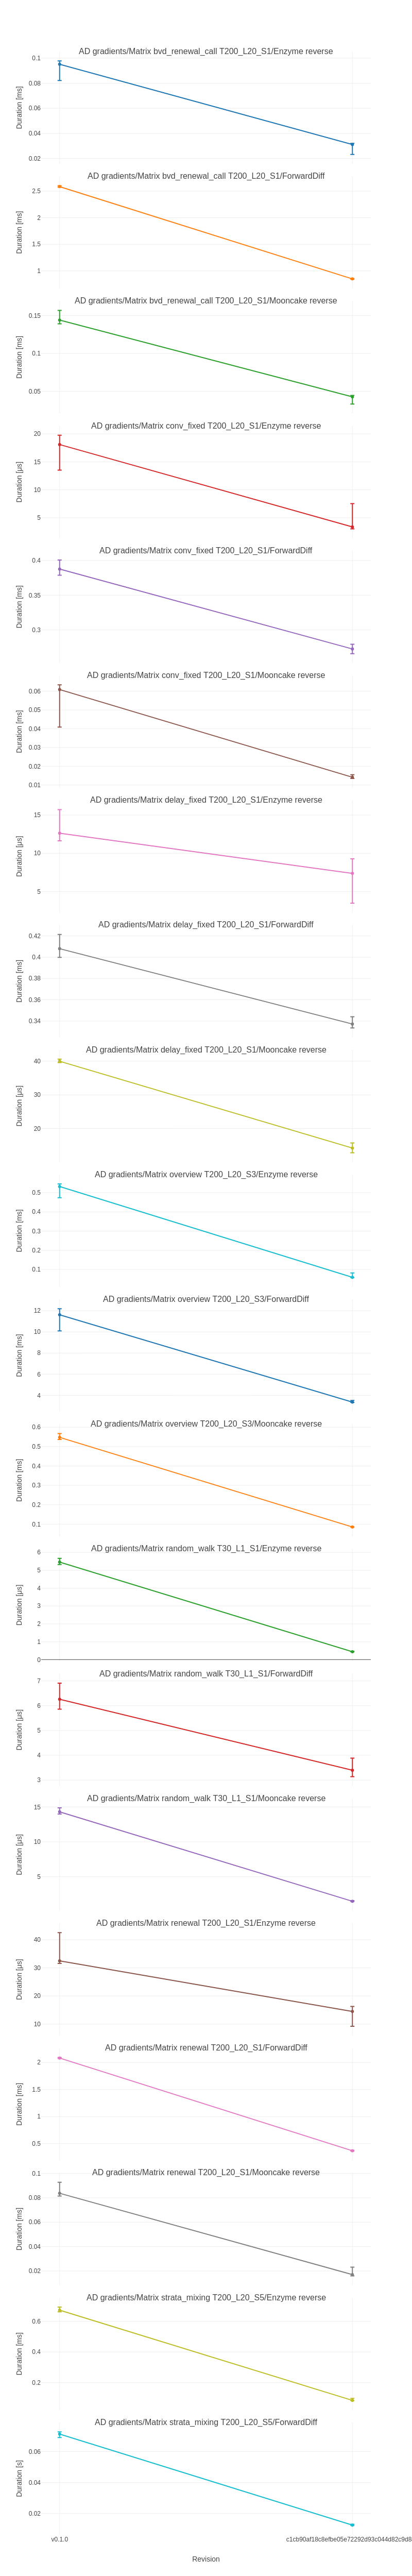 AD gradients/Matrix bvd_renewal_call T200_L20_S1/Enzyme reverse
Duration [ms]
0.1
0.08
0.06
0.04
0.02
AD gradients/Matrix bvd_renewal_call T200_L20_S1/ForwardDiff
Duration [ms]
2.5
2
1.5
1
AD gradients/Matrix bvd_renewal_call T200_L20_S1/Mooncake reverse
Duration [ms]
0.15
0.1
0.05
AD gradients/Matrix conv_fixed T200_L20_S1/Enzyme reverse
Duration [μs]
20
15
10
5
AD gradients/Matrix conv_fixed T200_L20_S1/ForwardDiff
Duration [ms]
0.4
0.35
0.3
AD gradients/Matrix conv_fixed T200_L20_S1/Mooncake reverse
Duration [ms]
0.06
0.05
0.04
0.03
0.02
0.01
AD gradients/Matrix delay_fixed T200_L20_S1/Enzyme reverse
Duration [μs]
15
10
5
AD gradients/Matrix delay_fixed T200_L20_S1/ForwardDiff
Duration [ms]
0.42
0.4
0.38
0.36
0.34
AD gradients/Matrix delay_fixed T200_L20_S1/Mooncake reverse
Duration [μs]
40
30
20
AD gradients/Matrix overview T200_L20_S3/Enzyme reverse
Duration [ms]
0.5
0.4
0.3
0.2
0.1
AD gradients/Matrix overview T200_L20_S3/ForwardDiff
Duration [ms]
12
10
8
6
4
AD gradients/Matrix overview T200_L20_S3/Mooncake reverse
Duration [ms]
0.6
0.5
0.4
0.3
0.2
0.1
AD gradients/Matrix random_walk T30_L1_S1/Enzyme reverse
Duration [μs]
6
5
4
3
2
1
0
AD gradients/Matrix random_walk T30_L1_S1/ForwardDiff
Duration [μs]
7
6
5
4
3
AD gradients/Matrix random_walk T30_L1_S1/Mooncake reverse
Duration [μs]
15
10
5
AD gradients/Matrix renewal T200_L20_S1/Enzyme reverse
Duration [μs]
40
30
20
10
AD gradients/Matrix renewal T200_L20_S1/ForwardDiff
Duration [ms]
2
1.5
1
0.5
AD gradients/Matrix renewal T200_L20_S1/Mooncake reverse
Duration [ms]
0.1
0.08
0.06
0.04
0.02
AD gradients/Matrix strata_mixing T200_L20_S5/Enzyme reverse
Duration [ms]
0.6
0.4
0.2
AD gradients/Matrix strata_mixing T200_L20_S5/ForwardDiff
Duration [s]
0.06
0.04
0.02
v0.1.0
c1cb90af18c8efbe05e72292d93c044d82c9d8
Revision